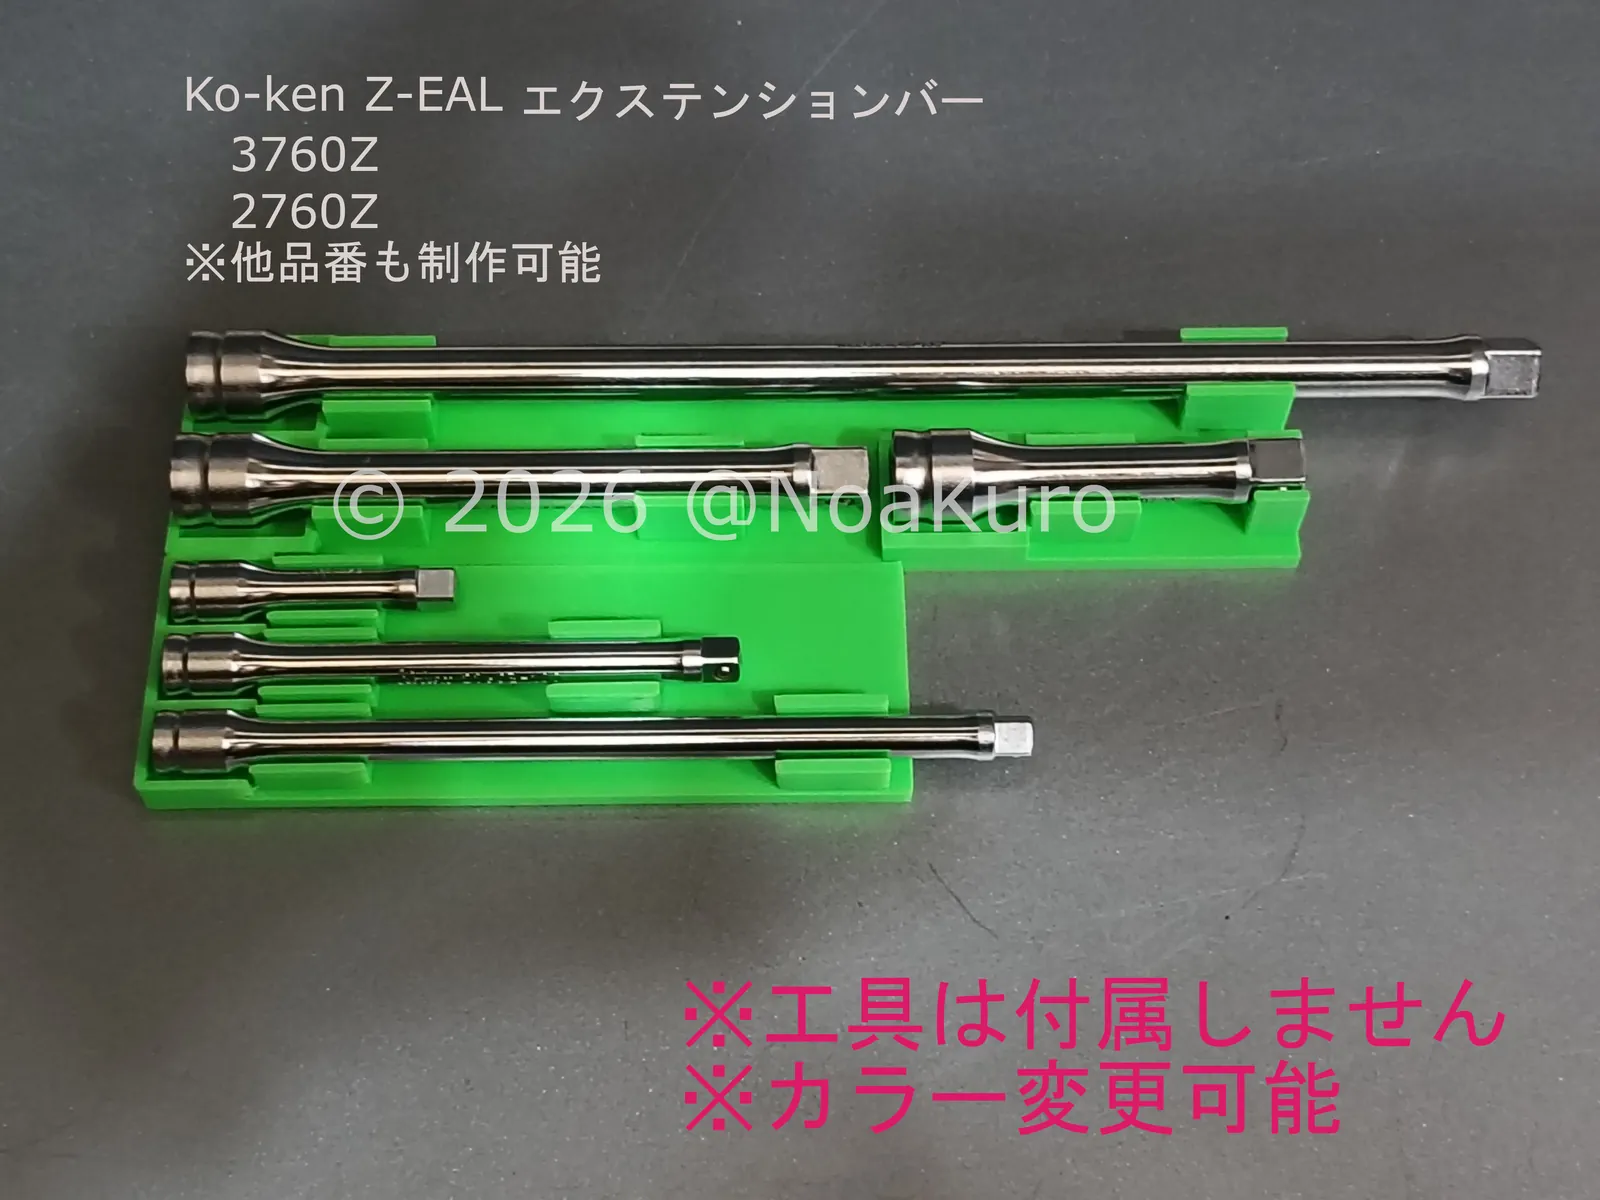 Ko-ken Z-EAL エクステンションバー
3760Z
2760Z
※他品番も制作可能
© 2026 @NoaKuro
※工具は付属しません
※カラー変更可能